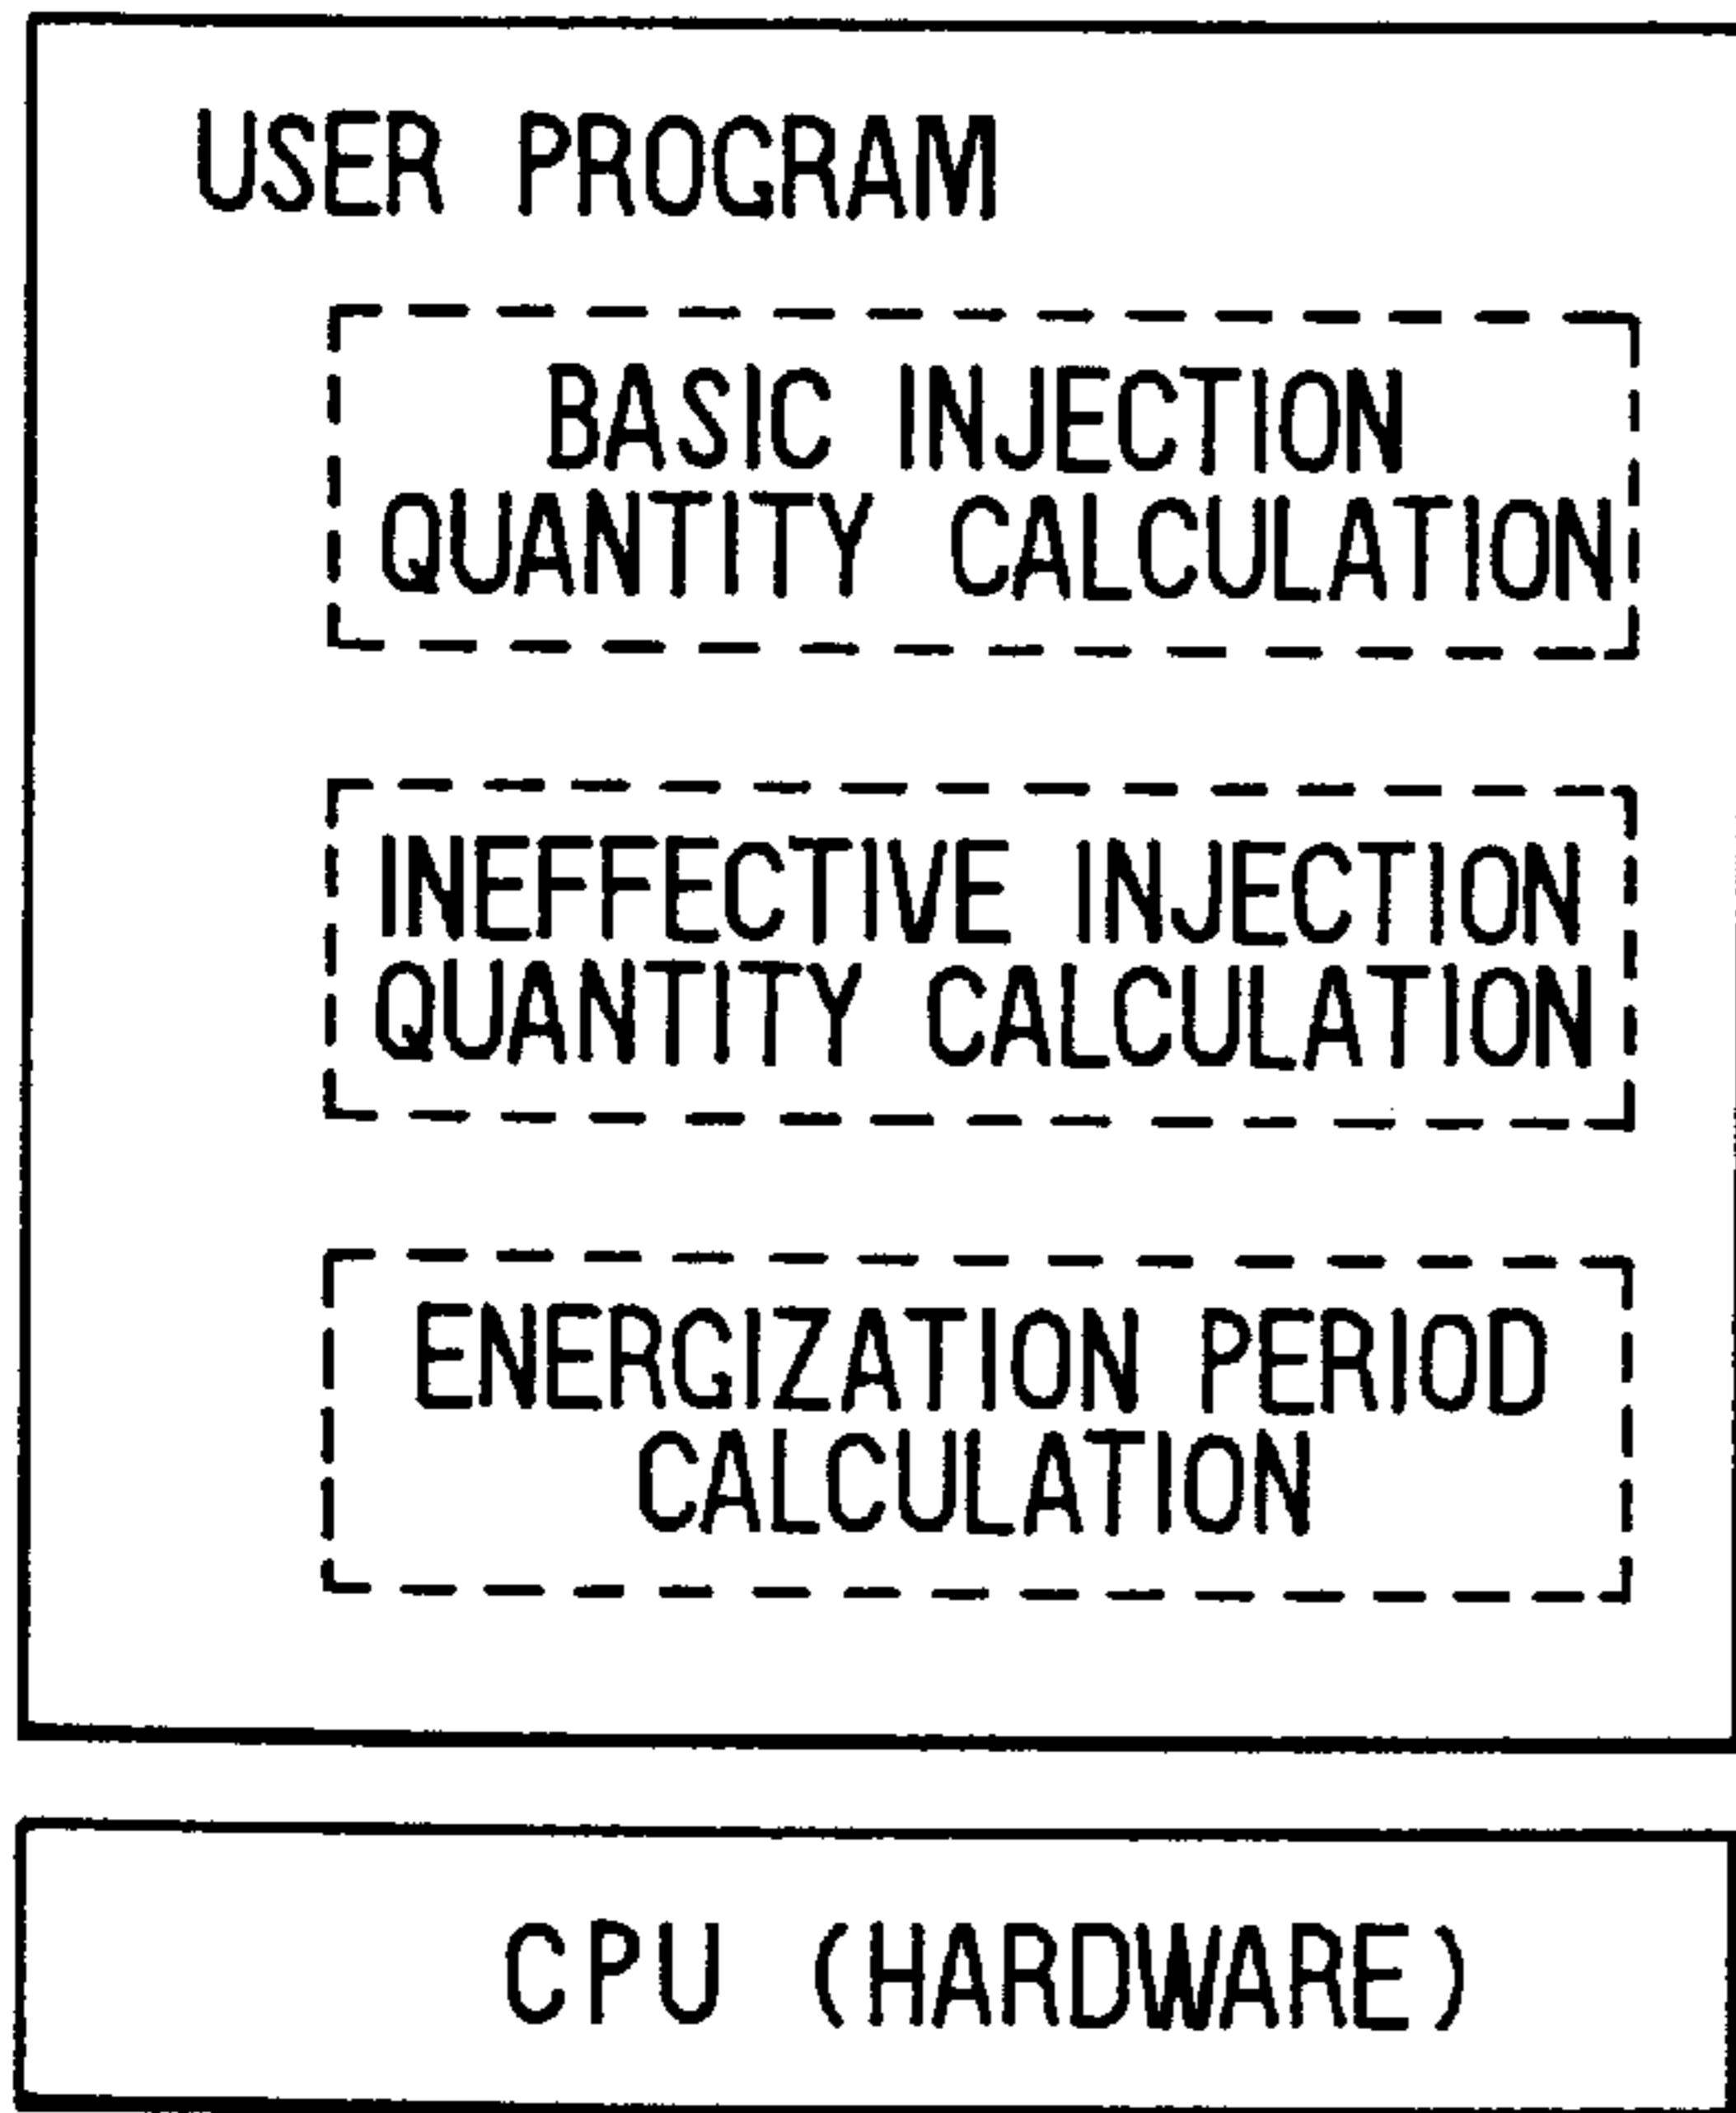 USER PROGRAM
BASIC INJECTION
QUANTITY CALCULATION
INEFFECTIVE INJECTION
QUANTITY CALCULATION
ENERGIZATION PERIOD
CALCULATION
CPU (HARDWARE)